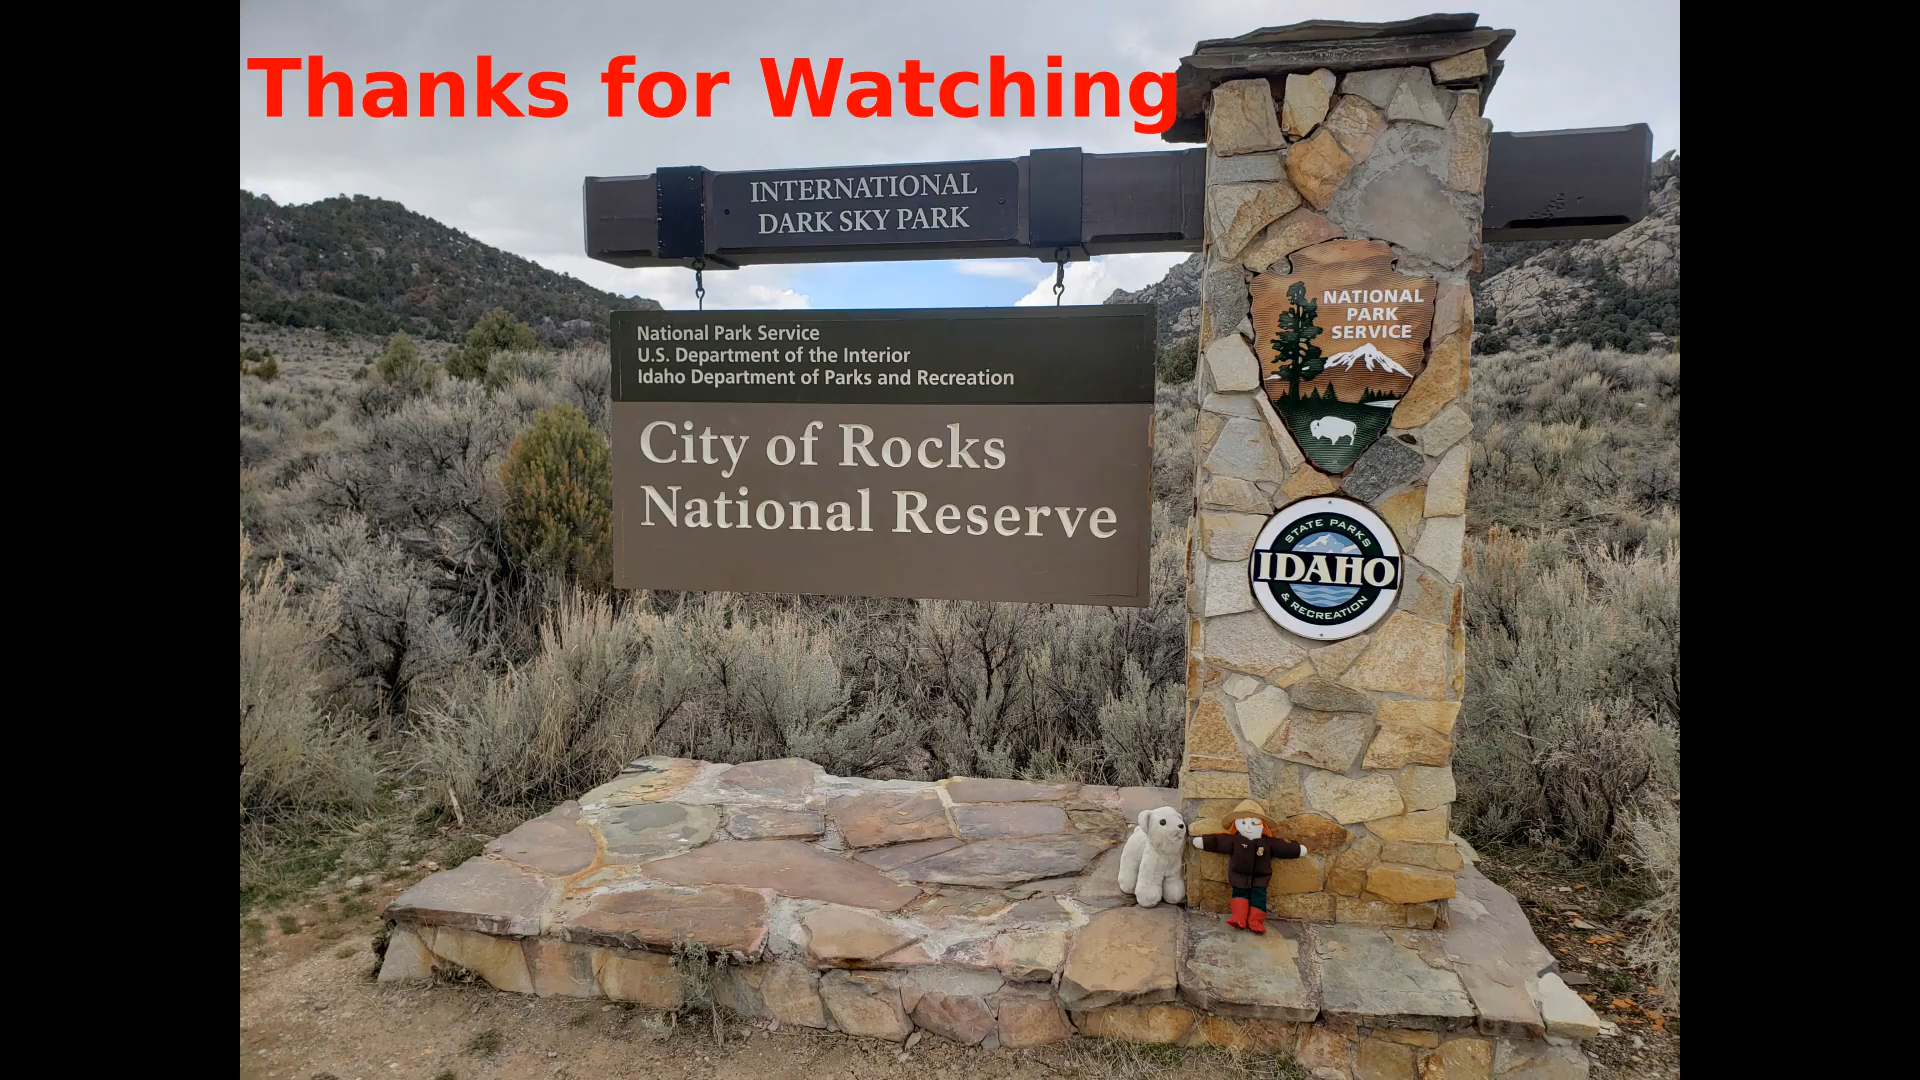 Thanks for Watching
INTERNATIONAL
DARK SKY PARK
National Park Service
U.S. Department of the Interior
Idaho Department of Parks and Recreation
City of Rocks
National Reserve
NATIONAL
PARK
SERVICE
STATE PARKS
IDAHO
& RECREATION